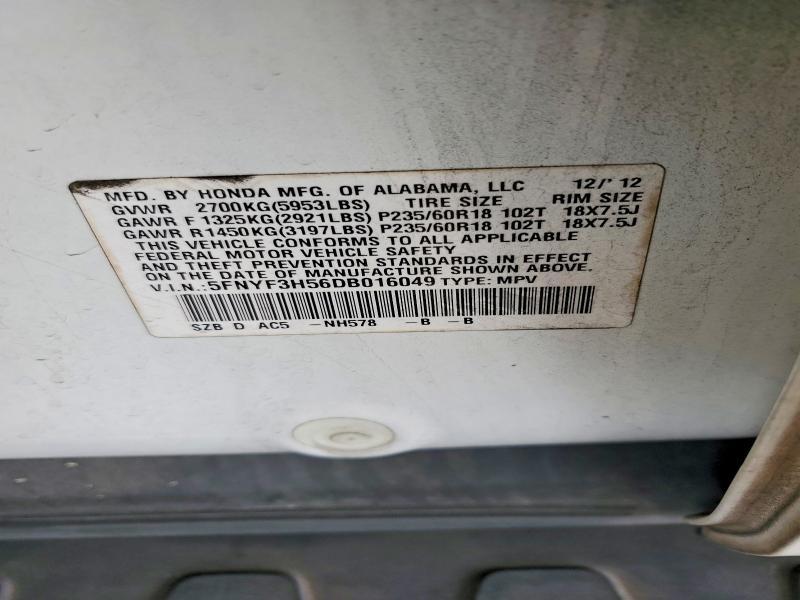 MFD. BY HONDA MFG. OF ALABAMA, LLC 12/'12
GVWR 2700KG(5953LBS) TIRE SIZE RIM SIZE
GAWR F 1325KG(2921LBS) P235/60R18 102T 18X7.5J
GAWR R1450KG(3197LBS) P235/60R18 102T 18X7.5J
THIS VEHICLE CONFORMS TO ALL APPLICABLE
FEDERAL MOTOR VEHICLE SAFETY
AND THEFT PREVENTION STANDARDS IN EFFECT
ON THE DATE OF MANUFACTURE SHOWN ABOVE.
V.I.N.:5FNYF3H56DB016049 TYPE: MPV
SZB D AC5 -NH578 -B -B